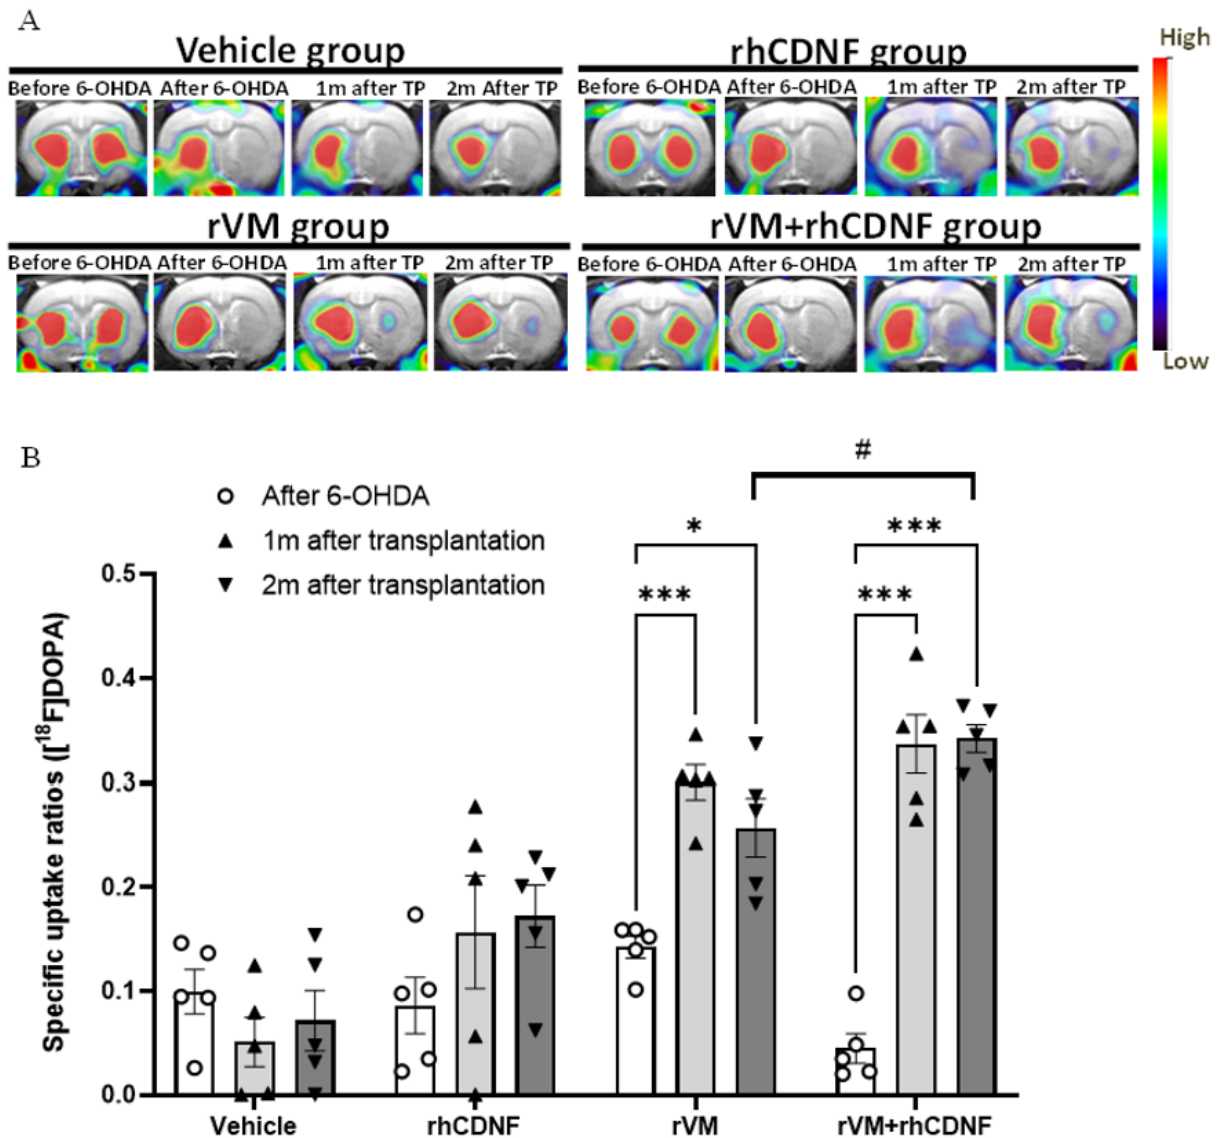 A
Vehicle group
rhCDNF group
High
Before 6-OHDA After 6-OHDA 1m after TP 2m After TP
Before 6-OHDA After 6-OHDA 1m after TP 2m after TP
rVM group
rVM+rhCDNF group
Before 6-OHDA After 6-OHDA 1m after TP 2m after TP
Before 6-OHDA After 6-OHDA 1m after TP 2m after TP
Low
B
#
After 6-OHDA
1m after transplantation
2m after transplantation
* ***
*** ***
0.5
0.4
0.3
0.2
0.1
0.0
Specific uptake ratios ([¹⁸F]DOPA)
Vehicle rhCDNF rVM rVM+rhCDNF